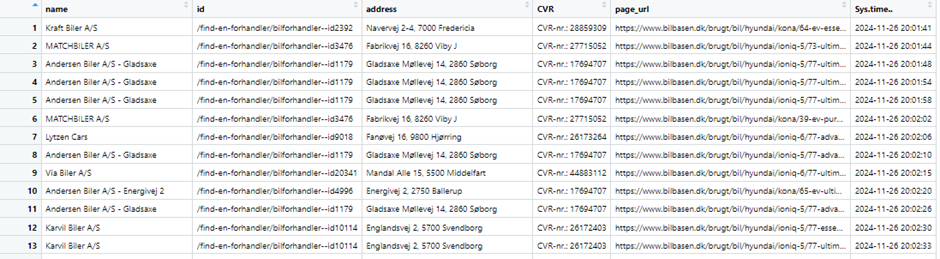 name id address CVR page_url Sys.time..
1 Kraft Biler A/S /find-en-forhandler/bilforhandler--id2392 Navervej 2-4, 7000 Fredericia CVR-nr.: 28859309 https://www.bilbasen.dk/brugt/bil/hyundai/kona/64-ev-esse... 2024-11-26 20:01:41
2 MATCHBILER A/S /find-en-forhandler/bilforhandler--id3476 Fabrikvej 16, 8260 Viby J CVR-nr.: 27715052 https://www.bilbasen.dk/brugt/bil/hyundai/ioniq-5/73-ultim... 2024-11-26 20:01:44
3 Andersen Biler A/S - Gladsaxe /find-en-forhandler/bilforhandler--id1179 Gladsaxe Møllevej 14, 2860 Søborg CVR-nr.: 17694707 https://www.bilbasen.dk/brugt/bil/hyundai/ioniq-5/77-ultim... 2024-11-26 20:01:48
4 Andersen Biler A/S - Gladsaxe /find-en-forhandler/bilforhandler--id1179 Gladsaxe Møllevej 14, 2860 Søborg CVR-nr.: 17694707 https://www.bilbasen.dk/brugt/bil/hyundai/ioniq-5/77-ultim... 2024-11-26 20:01:54
5 Andersen Biler A/S - Gladsaxe /find-en-forhandler/bilforhandler--id1179 Gladsaxe Møllevej 14, 2860 Søborg CVR-nr.: 17694707 https://www.bilbasen.dk/brugt/bil/hyundai/ioniq-5/77-ultim... 2024-11-26 20:01:58
6 MATCHBILER A/S /find-en-forhandler/bilforhandler--id3476 Fabrikvej 16, 8260 Viby J CVR-nr.: 27715052 https://www.bilbasen.dk/brugt/bil/hyundai/kona/39-ev-pur... 2024-11-26 20:02:02
7 Lytzen Cars /find-en-forhandler/bilforhandler--id9018 Fanøvej 16, 9800 Hjørring CVR-nr.: 26173264 https://www.bilbasen.dk/brugt/bil/hyundai/ioniq-6/77-adva... 2024-11-26 20:02:06
8 Andersen Biler A/S - Gladsaxe /find-en-forhandler/bilforhandler--id1179 Gladsaxe Møllevej 14, 2860 Søborg CVR-nr.: 17694707 https://www.bilbasen.dk/brugt/bil/hyundai/ioniq-5/77-adva... 2024-11-26 20:02:10
9 Via Biler A/S /find-en-forhandler/bilforhandler--id20341 Mandal Alle 15, 5500 Middelfart CVR-nr.: 44883112 https://www.bilbasen.dk/brugt/bil/hyundai/ioniq-6/77-ultim... 2024-11-26 20:02:15
10 Andersen Biler A/S - Energivej 2 /find-en-forhandler/bilforhandler--id4996 Energivej 2, 2750 Ballerup CVR-nr.: 17694707 https://www.bilbasen.dk/brugt/bil/hyundai/kona/65-ev-ulti... 2024-11-26 20:02:20
11 Andersen Biler A/S - Gladsaxe /find-en-forhandler/bilforhandler--id1179 Gladsaxe Møllevej 14, 2860 Søborg CVR-nr.: 17694707 https://www.bilbasen.dk/brugt/bil/hyundai/ioniq-5/77-adva... 2024-11-26 20:02:26
12 Karvil Biler A/S /find-en-forhandler/bilforhandler--id10114 Englandsvej 2, 5700 Svendborg CVR-nr.: 26172403 https://www.bilbasen.dk/brugt/bil/hyundai/ioniq-5/77-esse... 2024-11-26 20:02:30
13 Karvil Biler A/S /find-en-forhandler/bilforhandler--id10114 Englandsvej 2, 5700 Svendborg CVR-nr.: 26172403 https://www.bilbasen.dk/brugt/bil/hyundai/ioniq-5/77-ultim... 2024-11-26 20:02:33